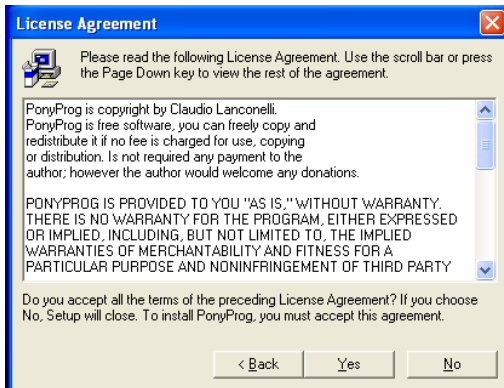 License Agreement
Please read the following License Agreement. Use the scroll bar or press
the Page Down key to view the rest of the agreement.
PonyProg is copyright by Claudio Lanconelli.
PonyProg is free software, you can freely copy and
redistribute it if no fee is charged for use, copying
or distribution. Is not required any payment to the
author; however the author would welcome any donations.
PONYPROG IS PROVIDED TO YOU "AS IS," WITHOUT WARRANTY.
THERE IS NO WARRANTY FOR THE PROGRAM, EITHER EXPRESSED
OR IMPLIED, INCLUDING, BUT NOT LIMITED TO, THE IMPLIED
WARRANTIES OF MERCHANTABILITY AND FITNESS FOR A
PARTICULAR PURPOSE AND NONINFRINGEMENT OF THIRD PARTY
Do you accept all the terms of the preceding License Agreement? If you choose
No, Setup will close. To install PonyProg, you must accept this agreement.
< Back Yes No